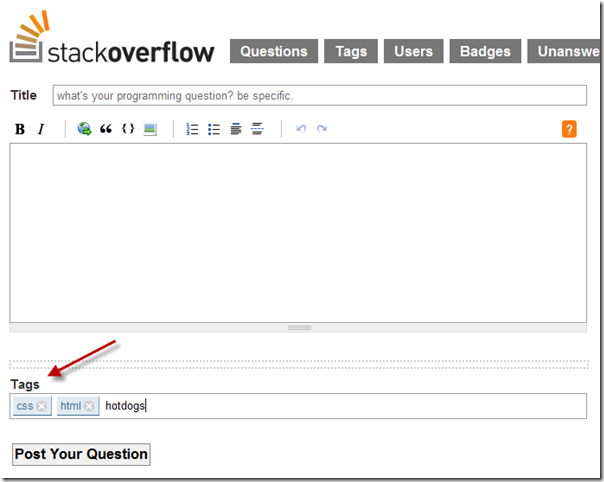 stackoverflow
Questions Tags Users Badges Unanswe
Title what's your programming question? be specific.
B I “ {} ?
Tags
css html hotdogs
Post Your Question